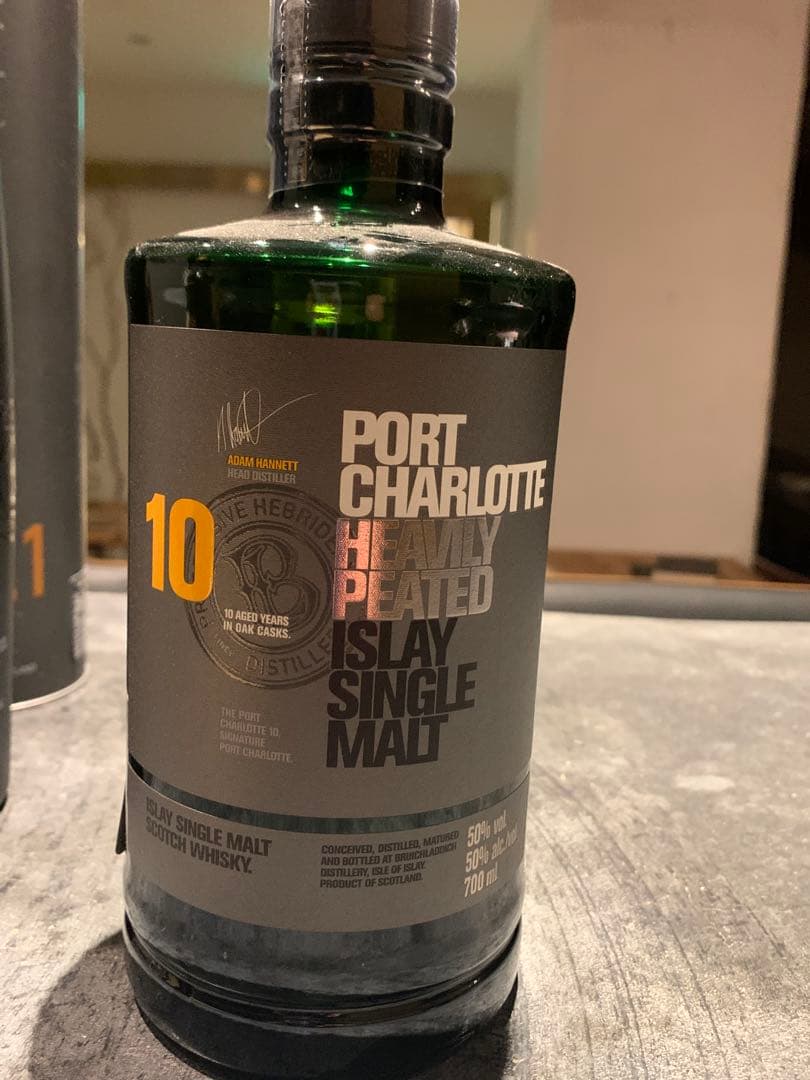 ADAM HANNETT
HEAD DISTILLER
10
10 AGED YEARS
IN OAK CASKS.
THE PORT
CHARLOTTE 10.
SIGNATURE
PORT CHARLOTTE.
PORT
CHARLOTTE
HEAVILY
PEATED
ISLAY
SINGLE
MALT
ISLAY SINGLE MALT
SCOTCH WHISKY.
CONCEIVED, DISTILLED, MATURED
AND BOTTLED AT BRUICHLADDICH
DISTILLERY, ISLE OF ISLAY.
PRODUCT OF SCOTLAND.
50% vol
50% alc./vol
700 ml
.1